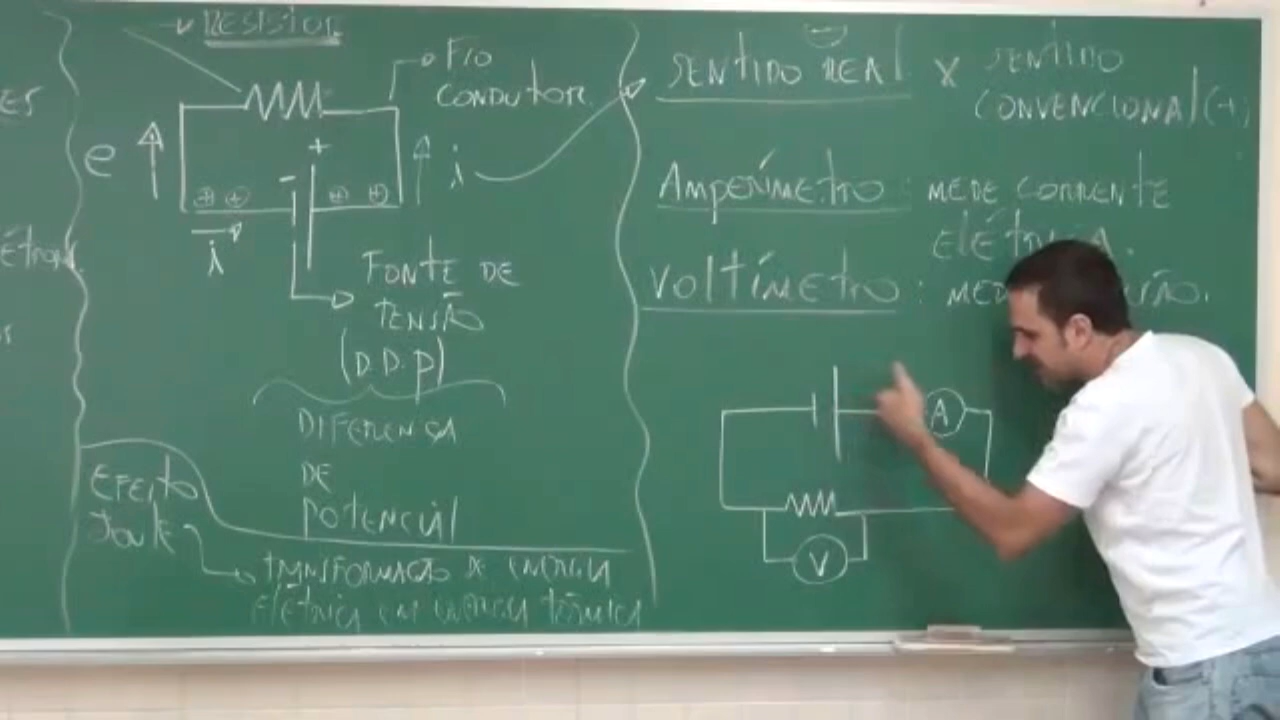 RESISTOR
FIO
CONDUTOR
e
i
+
-
i
FONTE DE
TENSÃO
(D.D.P)
DIFERENÇA
DE
POTENCIAL
EFEITO
JOULE
TRANSFORMAÇÃO DE ENERGIA
ELÉTRICA EM ENERGIA TÉRMICA
SENTIDO REAL X SENTIDO
CONVENCIONAL (+)
AMPERÍMETRO : MEDE CORRENTE
ELÉTRICA.
VOLTÍMETRO :
A
V